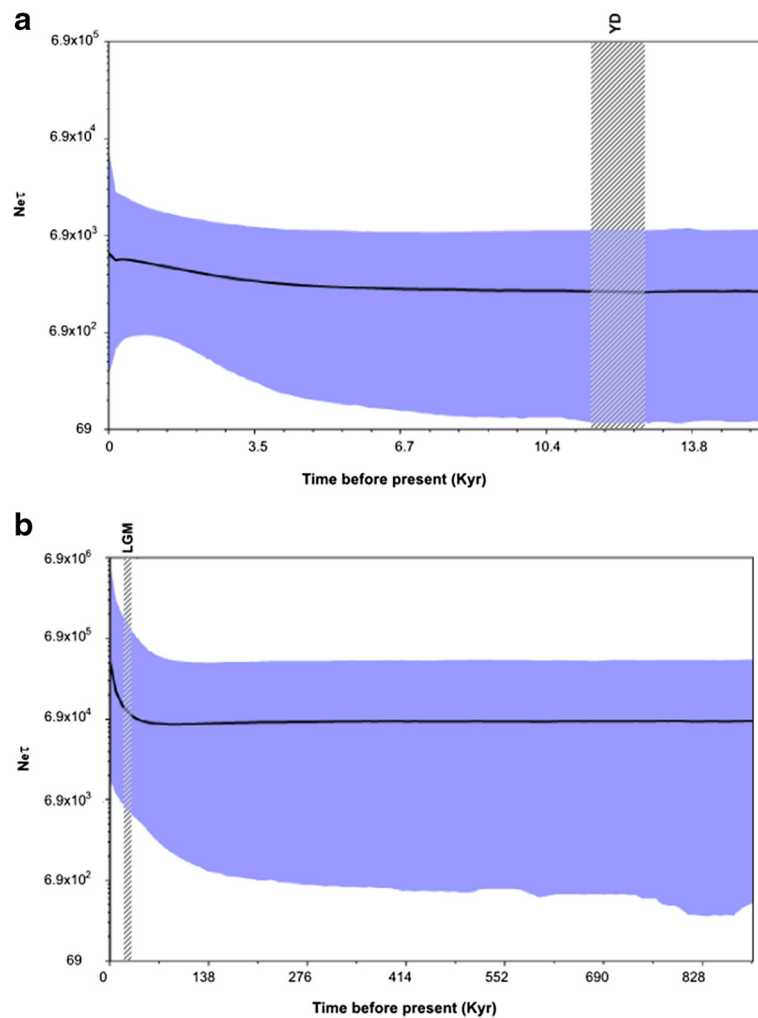 a
YD
6.9x10⁵
6.9x10⁴
6.9x10³
6.9x10²
69
Neτ
0 3.5 6.7 10.4 13.8
Time before present (Kyr)
b
LGM
6.9x10⁶
6.9x10⁵
6.9x10⁴
6.9x10³
6.9x10²
69
Neτ
0 138 276 414 552 690 828
Time before present (Kyr)